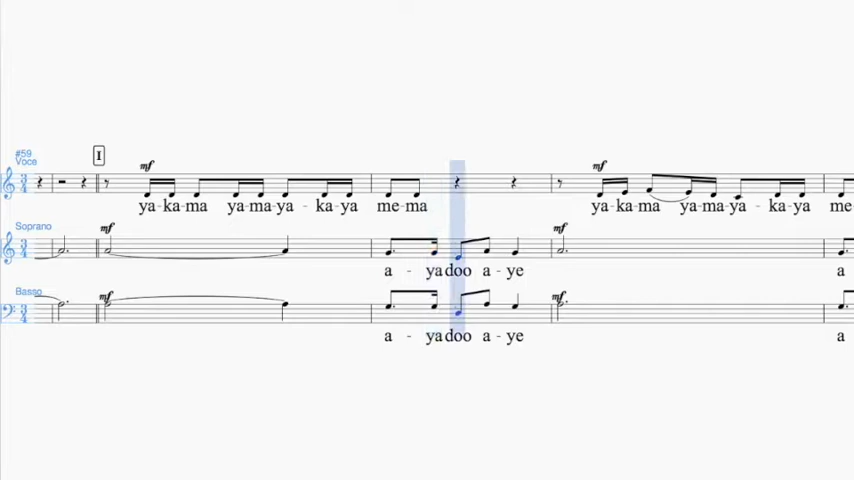 #59
Voce
I
mf
mf
ya-ka-ma ya-ma-ya - ka-ya me-ma
ya-ka-ma ya-ma-ya - ka-ya me
Soprano
mf
mf
a - yadoo a-ye
a
Basso
mf
mf
a - yadoo a-ye
a